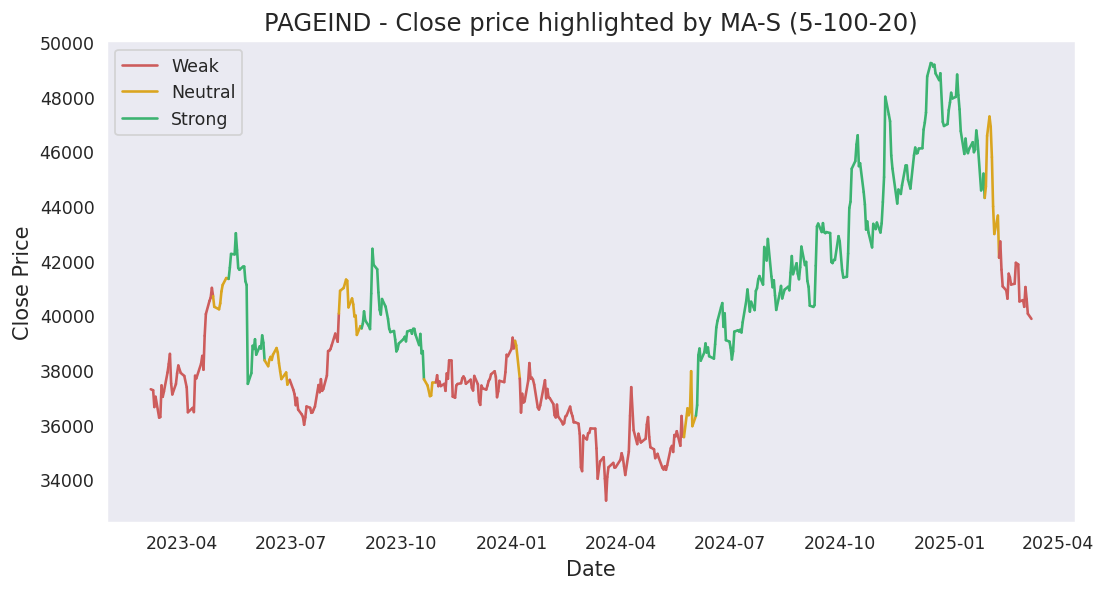 PAGEIND - Close price highlighted by MA-S (5-100-20)
Weak
Neutral
Strong
Close Price
50000
48000
46000
44000
42000
40000
38000
36000
34000
2023-04 2023-07 2023-10 2024-01 2024-04 2024-07 2024-10 2025-01 2025-04
Date